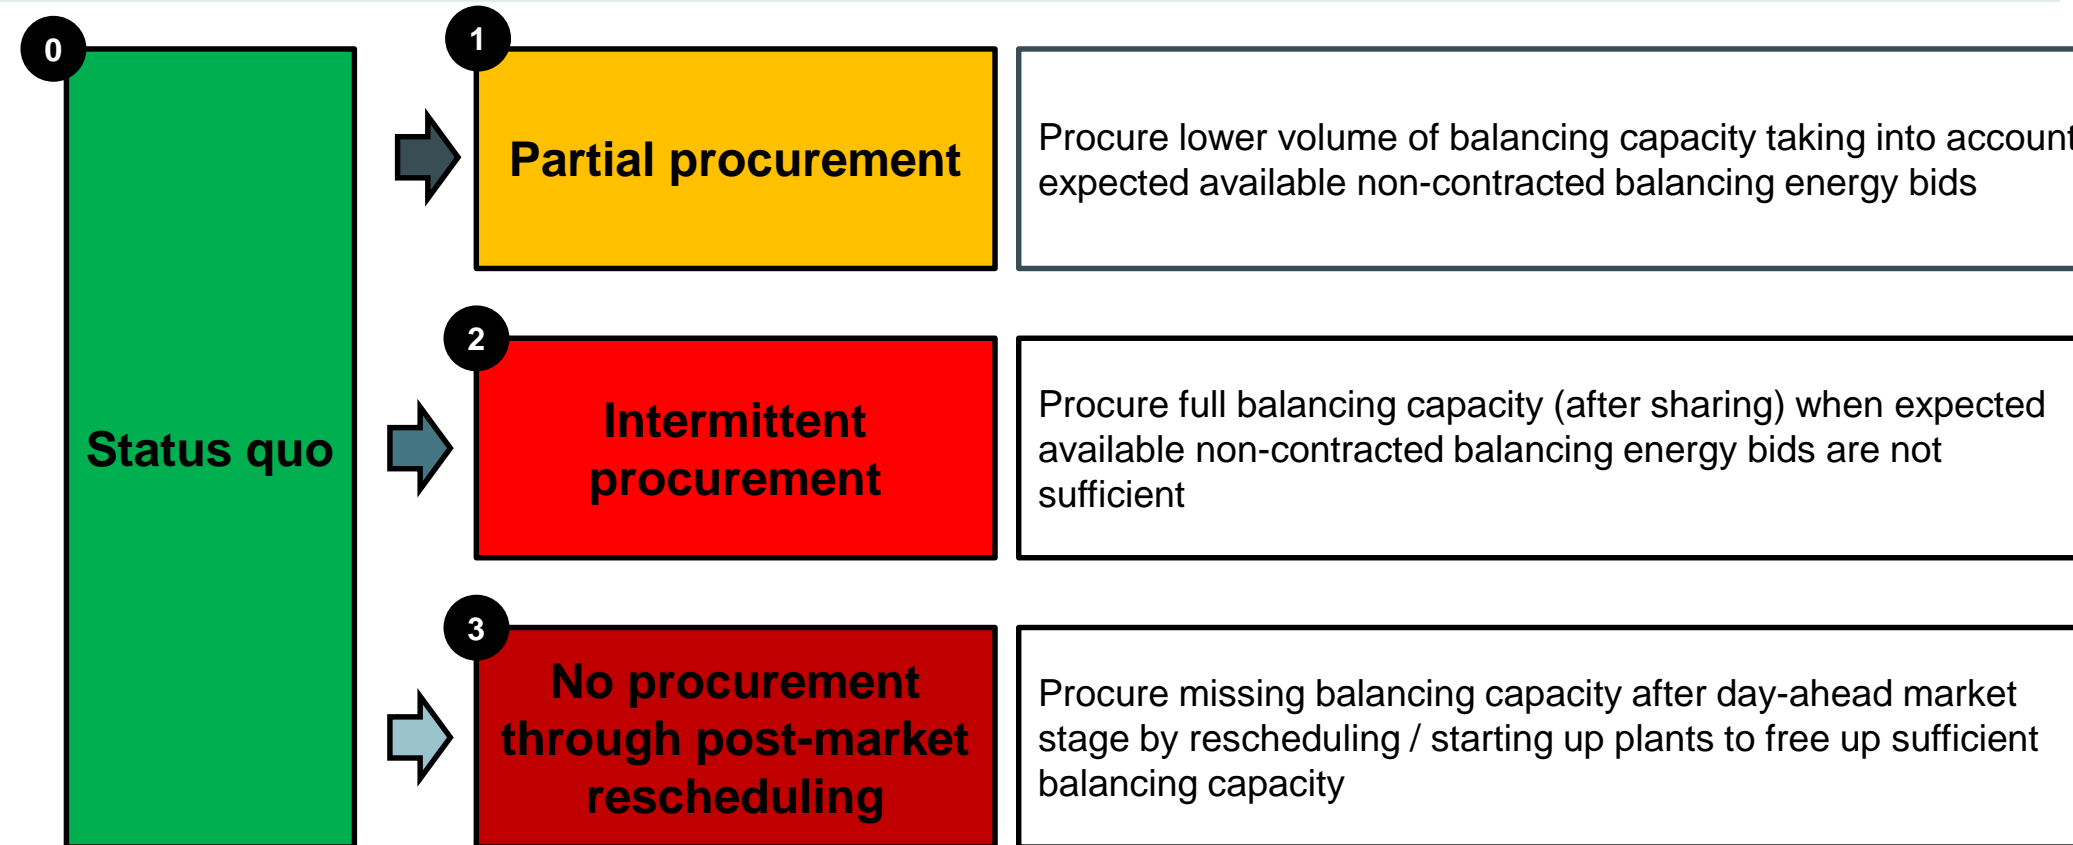 0
Status quo
1
Partial procurement
Procure lower volume of balancing capacity taking into account
expected available non-contracted balancing energy bids
2
Intermittent
procurement
Procure full balancing capacity (after sharing) when expected
available non-contracted balancing energy bids are not
sufficient
3
No procurement
through post-market
rescheduling
Procure missing balancing capacity after day-ahead market
stage by rescheduling / starting up plants to free up sufficient
balancing capacity